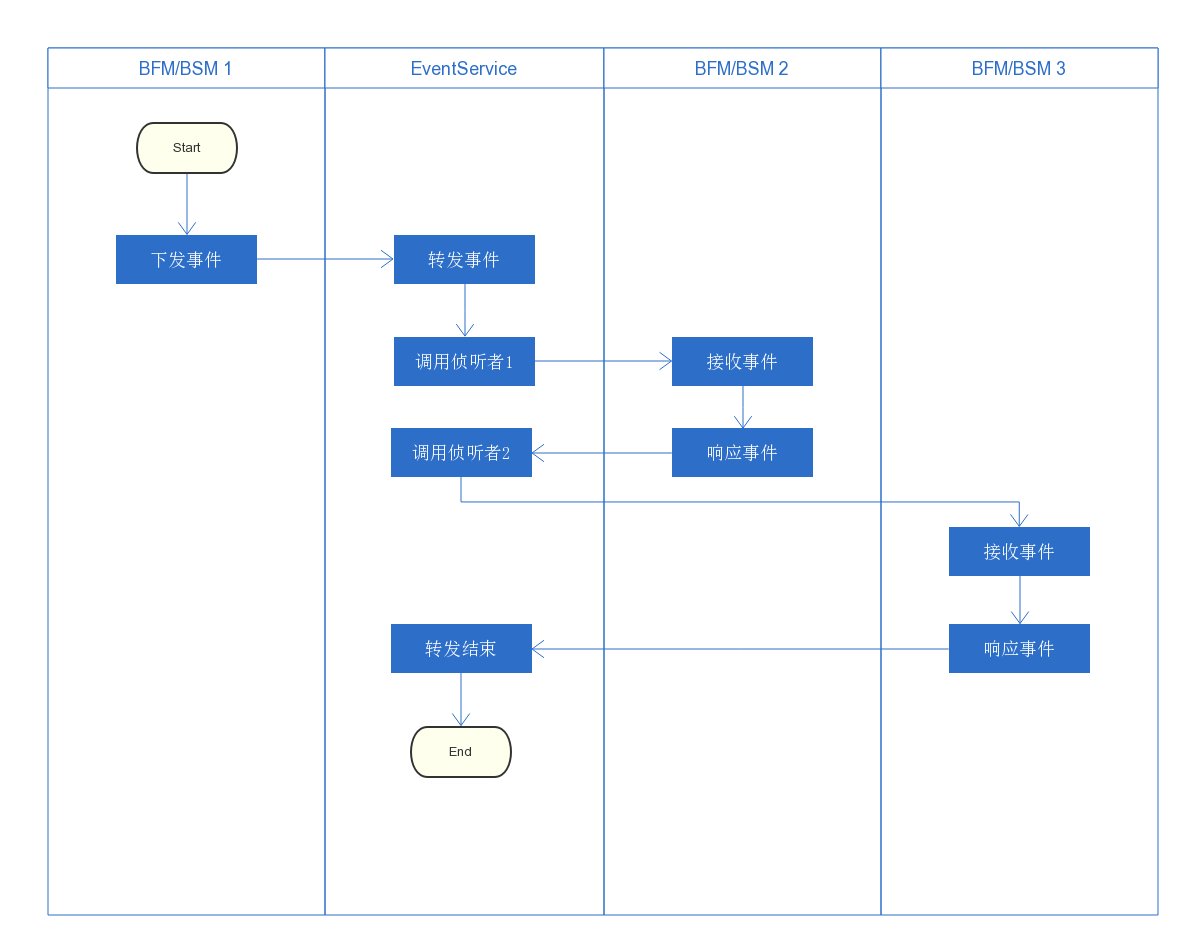 BFM/BSM 1
EventService
BFM/BSM 2
BFM/BSM 3
Start
下发事件
转发事件
调用侦听者1
接收事件
调用侦听者2
响应事件
接收事件
转发结束
响应事件
End